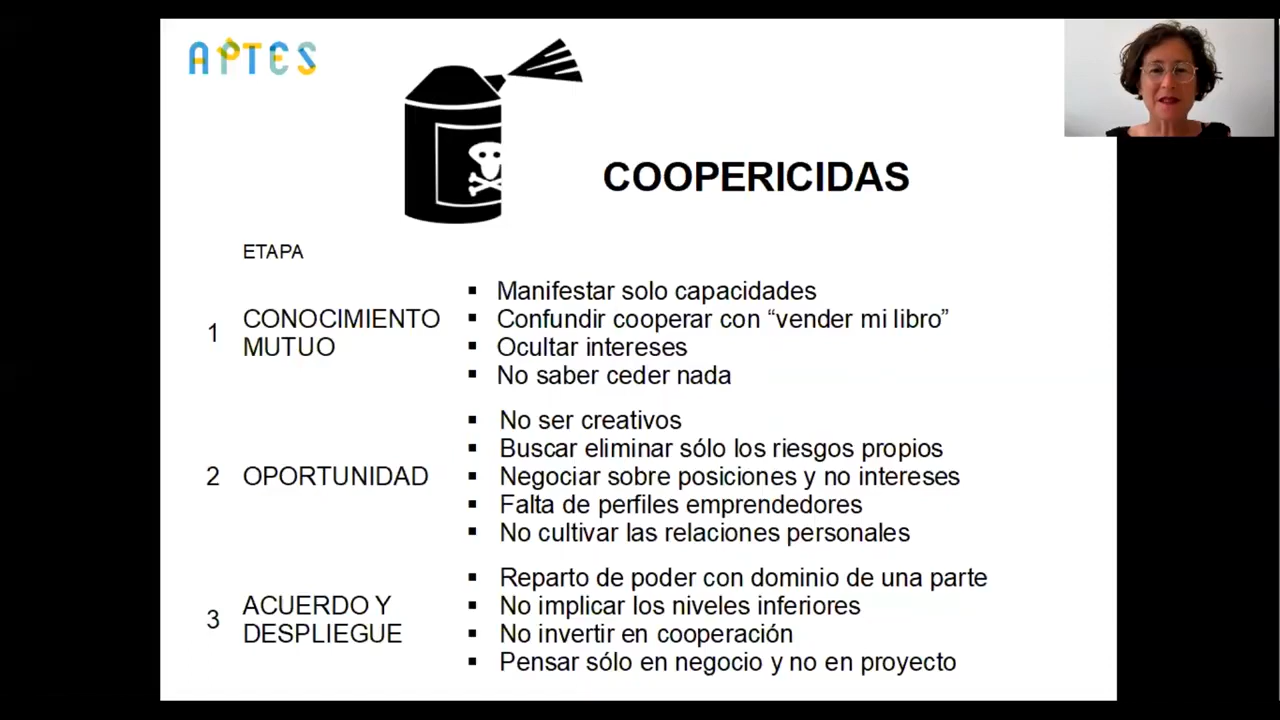 APTES
COOPERICIDAS
ETAPA
1
CONOCIMIENTO
MUTUO
▪ Manifestar solo capacidades
▪ Confundir cooperar con “vender mi libro”
▪ Ocultar intereses
▪ No saber ceder nada
2
OPORTUNIDAD
▪ No ser creativos
▪ Buscar eliminar sólo los riesgos propios
▪ Negociar sobre posiciones y no intereses
▪ Falta de perfiles emprendedores
▪ No cultivar las relaciones personales
3
ACUERDO Y
DESPLIEGUE
▪ Reparto de poder con dominio de una parte
▪ No implicar los niveles inferiores
▪ No invertir en cooperación
▪ Pensar sólo en negocio y no en proyecto